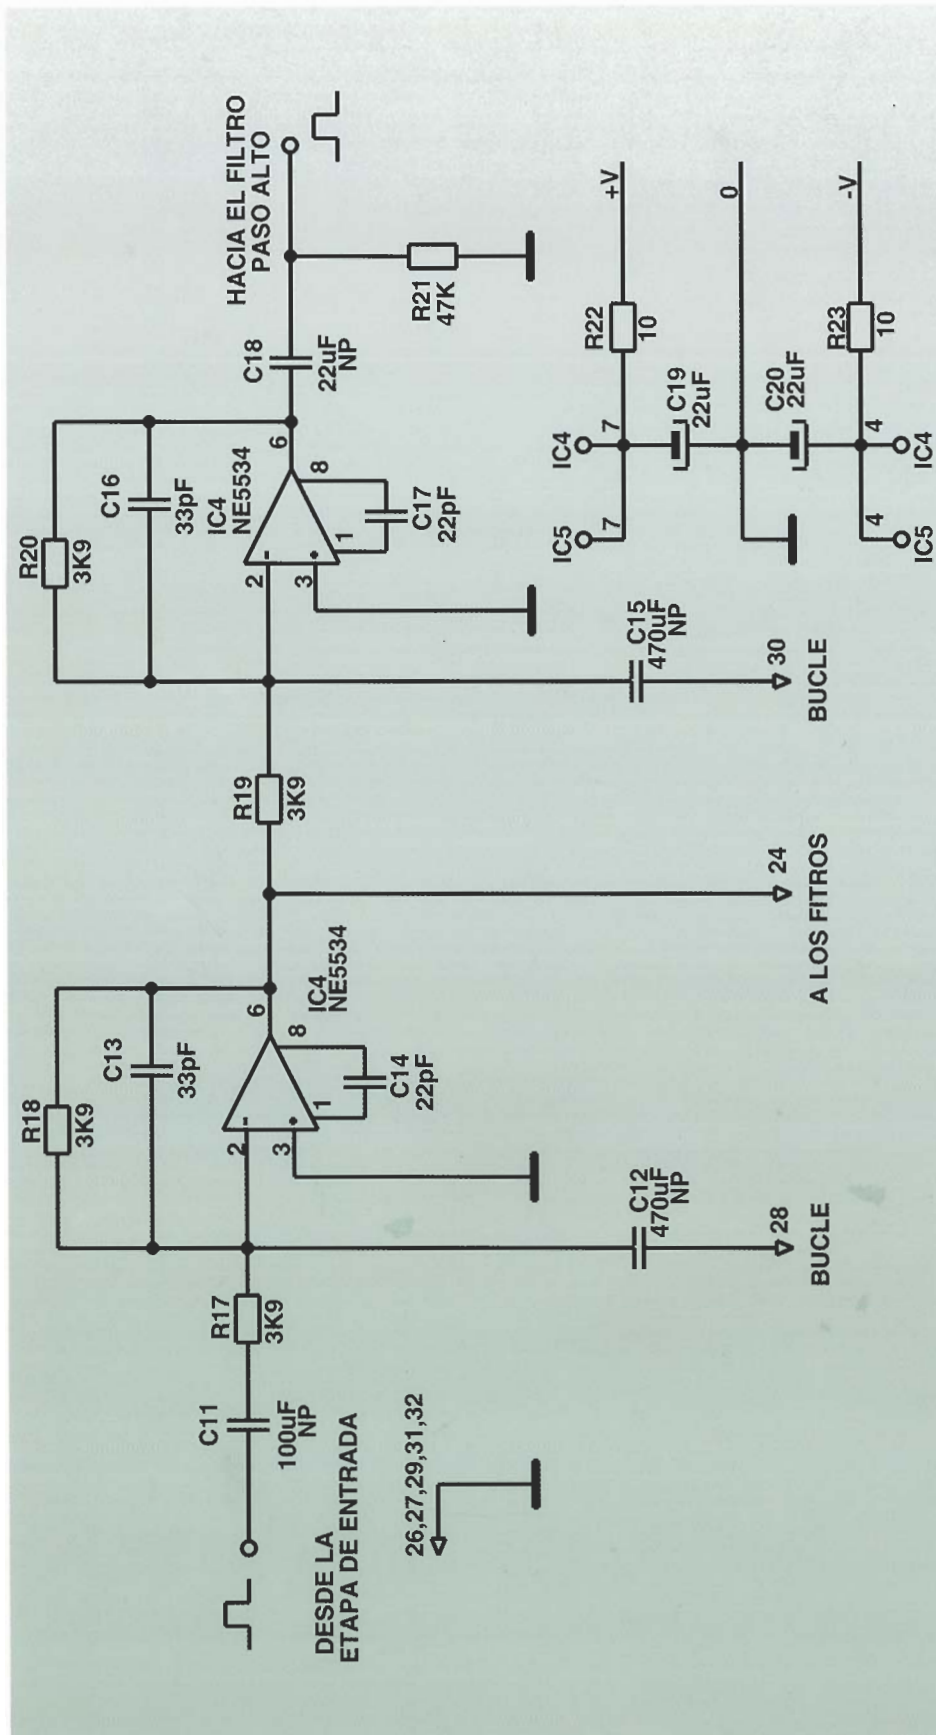 DESDE LA
ETAPA DE ENTRADA
C11
100uF
NP
R17
3K9
26,27,29,31,32
R18
3K9
C13
33pF
2
3
-
+
6
8
1
IC4
NE5534
C14
22pF
C12
470uF
NP
28
BUCLE
24
A LOS FITROS
R19
3K9
R20
3K9
C16
33pF
IC4
NE5534
2
3
-
+
6
8
1
C17
22pF
C15
470uF
NP
30
BUCLE
C18
22uF
NP
HACIA EL FILTRO
PASO ALTO
R21
47K
IC5
IC4
7
7
R22
10
+V
C19
22uF
0
C20
22uF
R23
10
-V
4
4
IC5
IC4